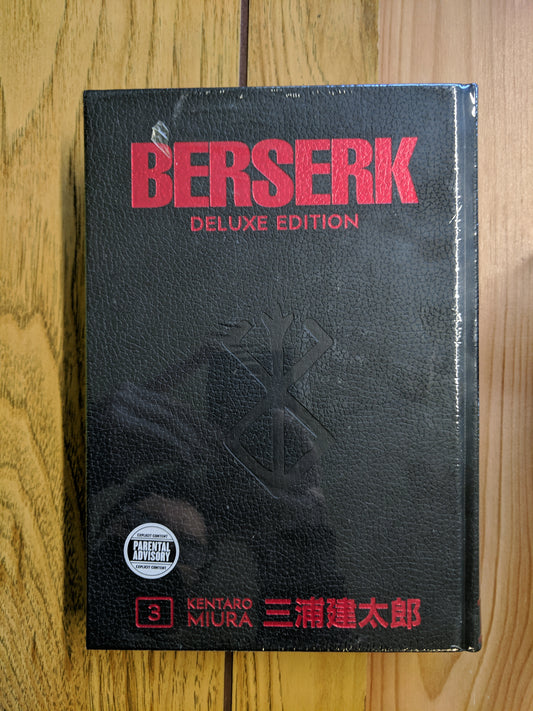 BERSERK
DELUXE EDITION
EXPLICIT CONTENT
PARENTAL
ADVISORY
EXPLICIT CONTENT
3
KENTARO
MIURA
三浦建太郎